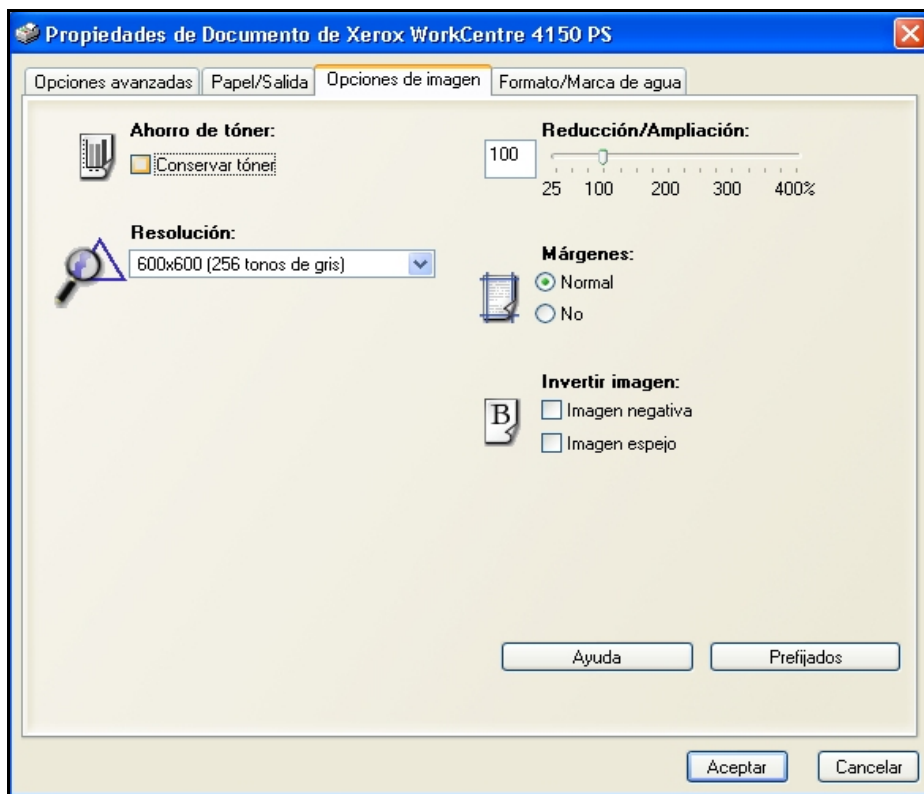 Propiedades de Documento de Xerox WorkCentre 4150 PS
Opciones avanzadas Papel/Salida Opciones de imagen Formato/Marca de agua
Ahorro de tóner:
Conservar tóner
Resolución:
600x600 (256 tonos de gris)
Reducción/Ampliación:
100
25 100 200 300 400%
Márgenes:
Normal
No
Invertir imagen:
B
Imagen negativa
Imagen espejo
Ayuda Prefijados
Aceptar Cancelar